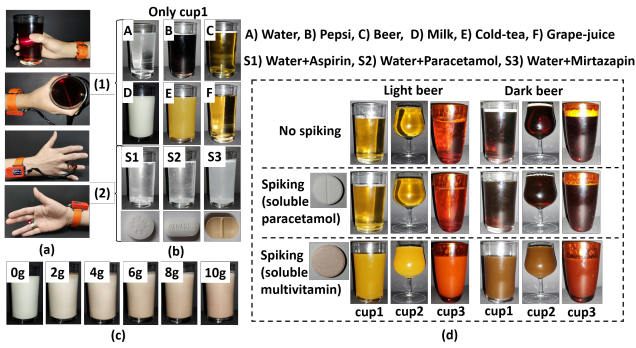 Only cup1
A B C
A) Water, B) Pepsi, C) Beer, D) Milk, E) Cold-tea, F) Grape-juice
S1) Water+Aspirin, S2) Water+Paracetamol, S3) Water+Mirtazapin
(1)
D E F
(2)
S1 S2 S3
(a) (b)
0g 2g 4g 6g 8g 10g
(c)
Light beer Dark beer
No spiking
Spiking
(soluble
paracetamol)
Spiking
(soluble
multivitamin)
cup1 cup2 cup3 cup1 cup2 cup3
(d)